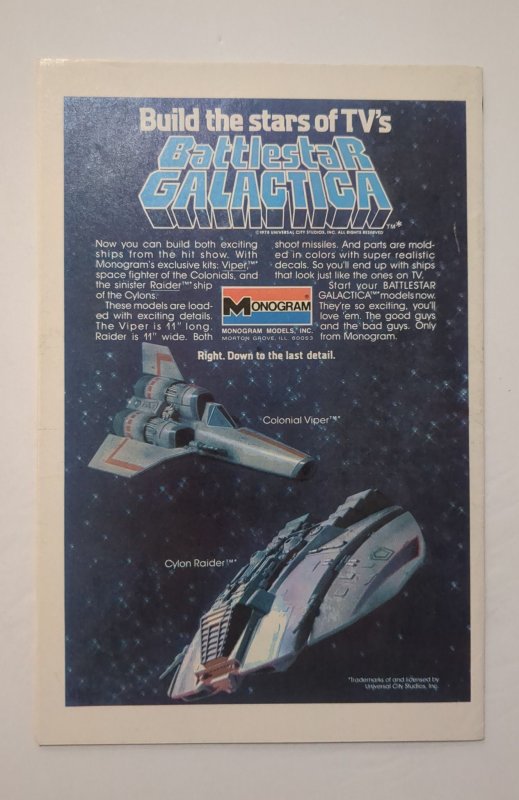 Build the stars of TV's
Battlestar
GALACTICA
TM*
©1978 UNIVERSAL CITY STUDIOS, INC. ALL RIGHTS RESERVED
Now you can build both exciting
ships from the hit show. With
Monogram's exclusive kits: Viper,™*
space fighter of the Colonials, and
the sinister Raider™* ship
of the Cylons.
These models are load-
ed with exciting details.
The Viper is 11" long.
Raider is 11" wide. Both
shoot missiles. And parts are mold-
ed in colors with super realistic
decals. So you'll end up with ships
that look just like the ones on TV.
Start your BATTLESTAR
GALACTICA™* models now.
They're so exciting, you'll
love 'em. The good guys
and the bad guys. Only
from Monogram.
MONOGRAM
MONOGRAM MODELS, INC.
MORTON GROVE, ILL. 60053
Right. Down to the last detail.
Colonial Viper™*
Cylon Raider™*
*Trademarks of and licensed by
Universal City Studios, Inc.